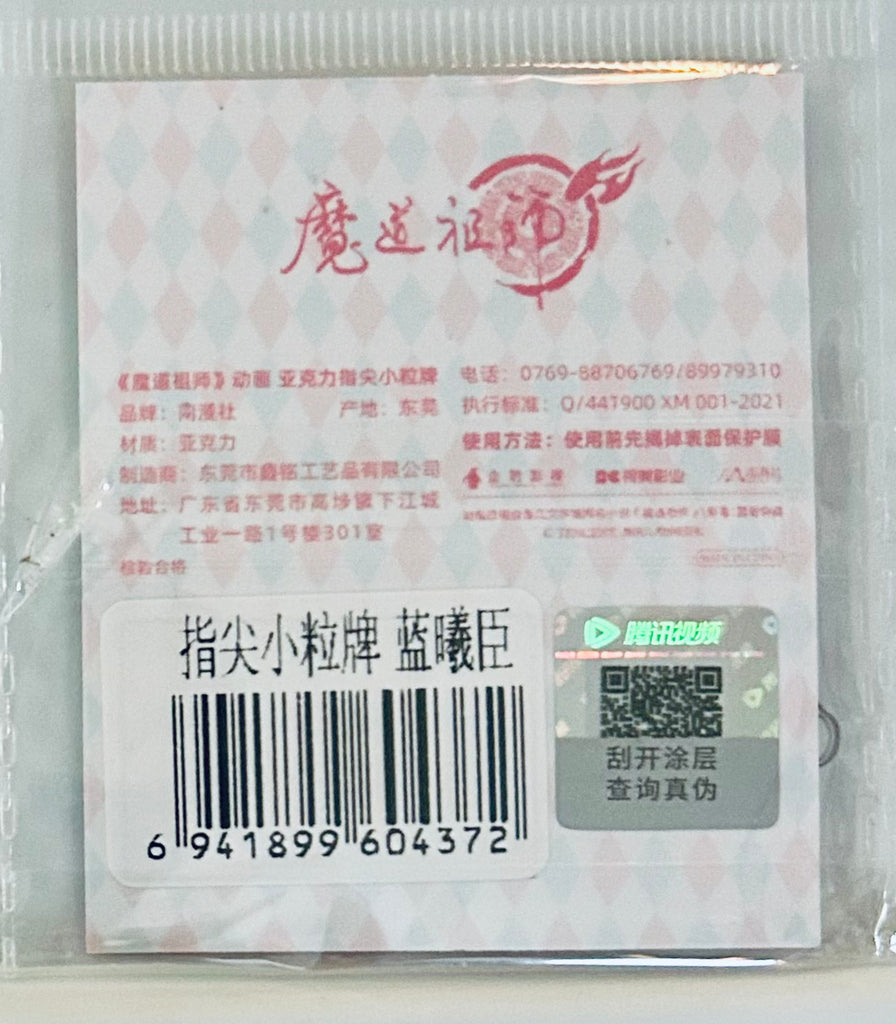 魔道祖师
《魔道祖师》动画 亚克力指尖小粒牌
品牌：南漫社 产地：东莞
材质：亚克力
制造商：东莞市鑫铭工艺品有限公司
地址：广东省东莞市高埗镇下江城
工业一路1号楼301室
检验合格
电话：0769-88706769/89979310
执行标准：Q/441900 XM 001-2021
使用方法：使用前先揭掉表面保护膜
指尖小粒牌 蓝曦臣
6 941899 604372
腾讯视频
刮开涂层
查询真伪